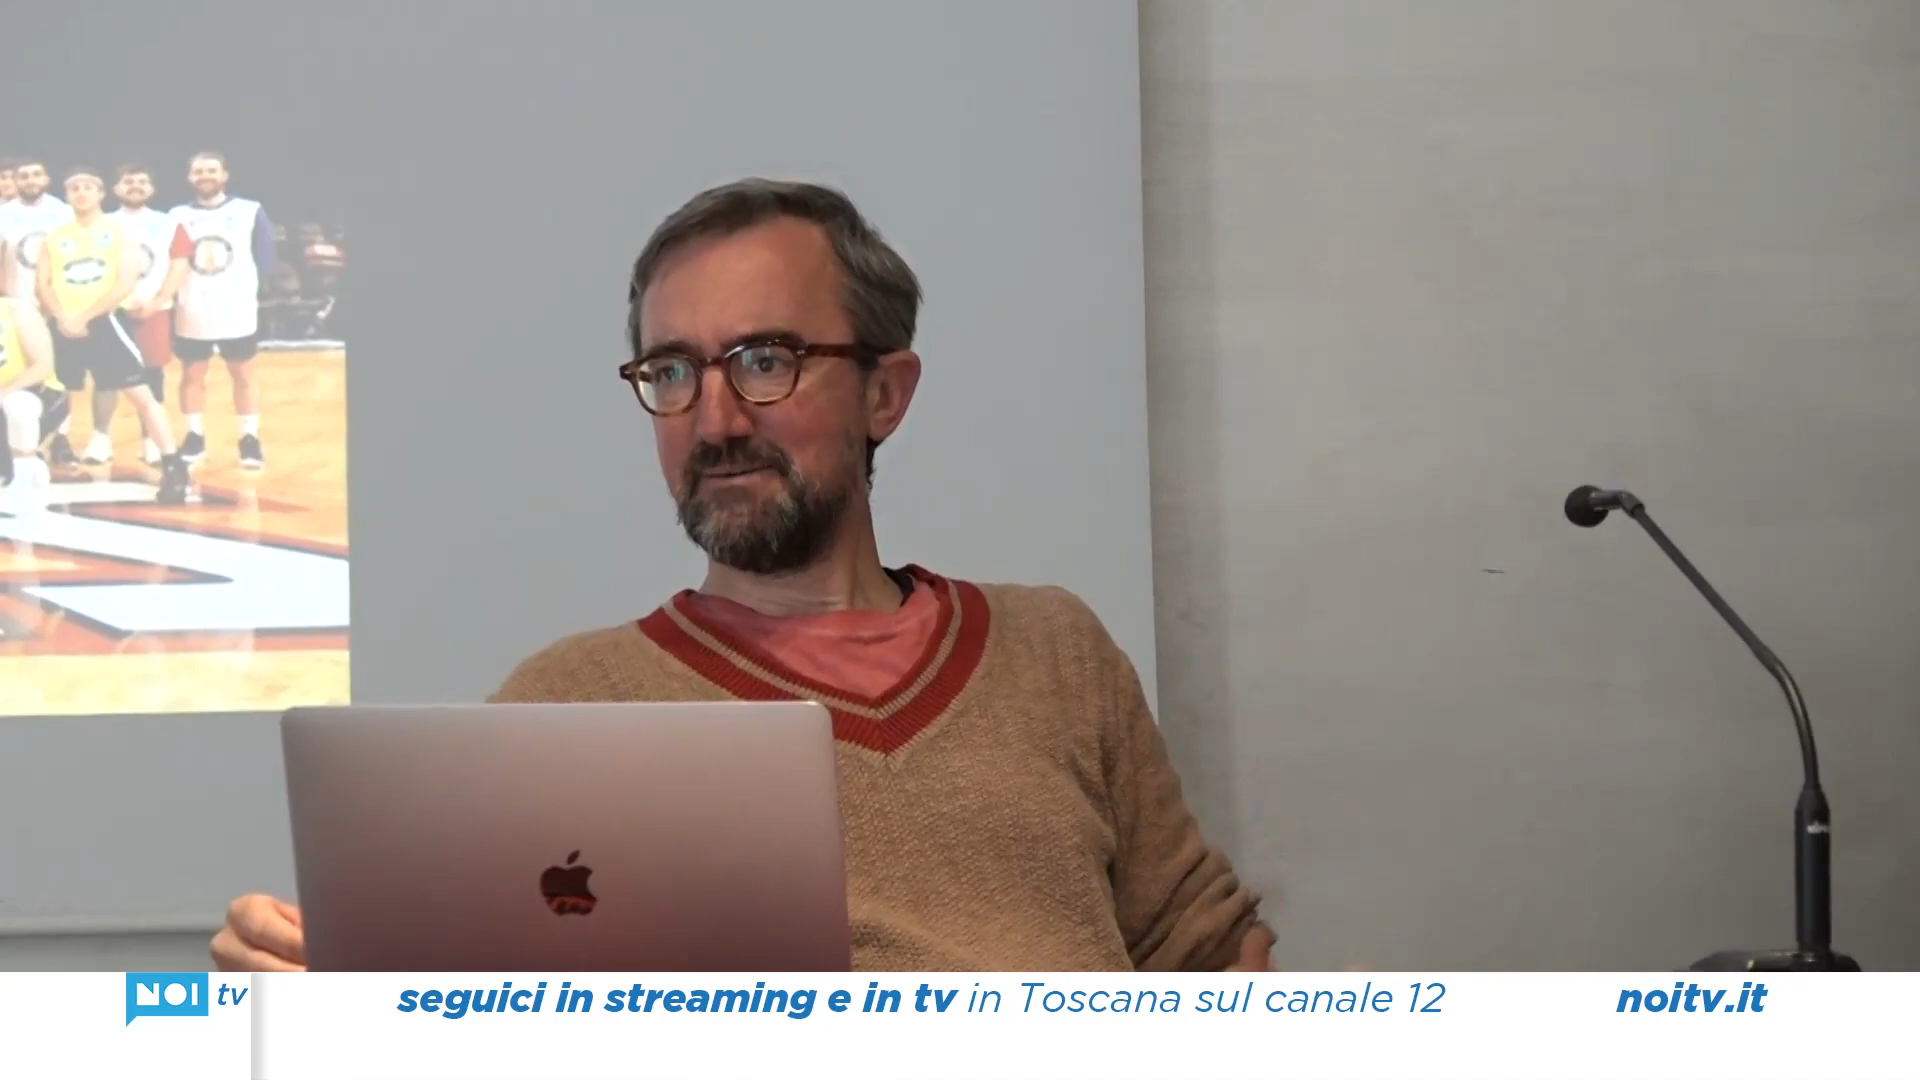 NOI tv
seguici in streaming e in tv in Toscana sul canale 12
noitv.it